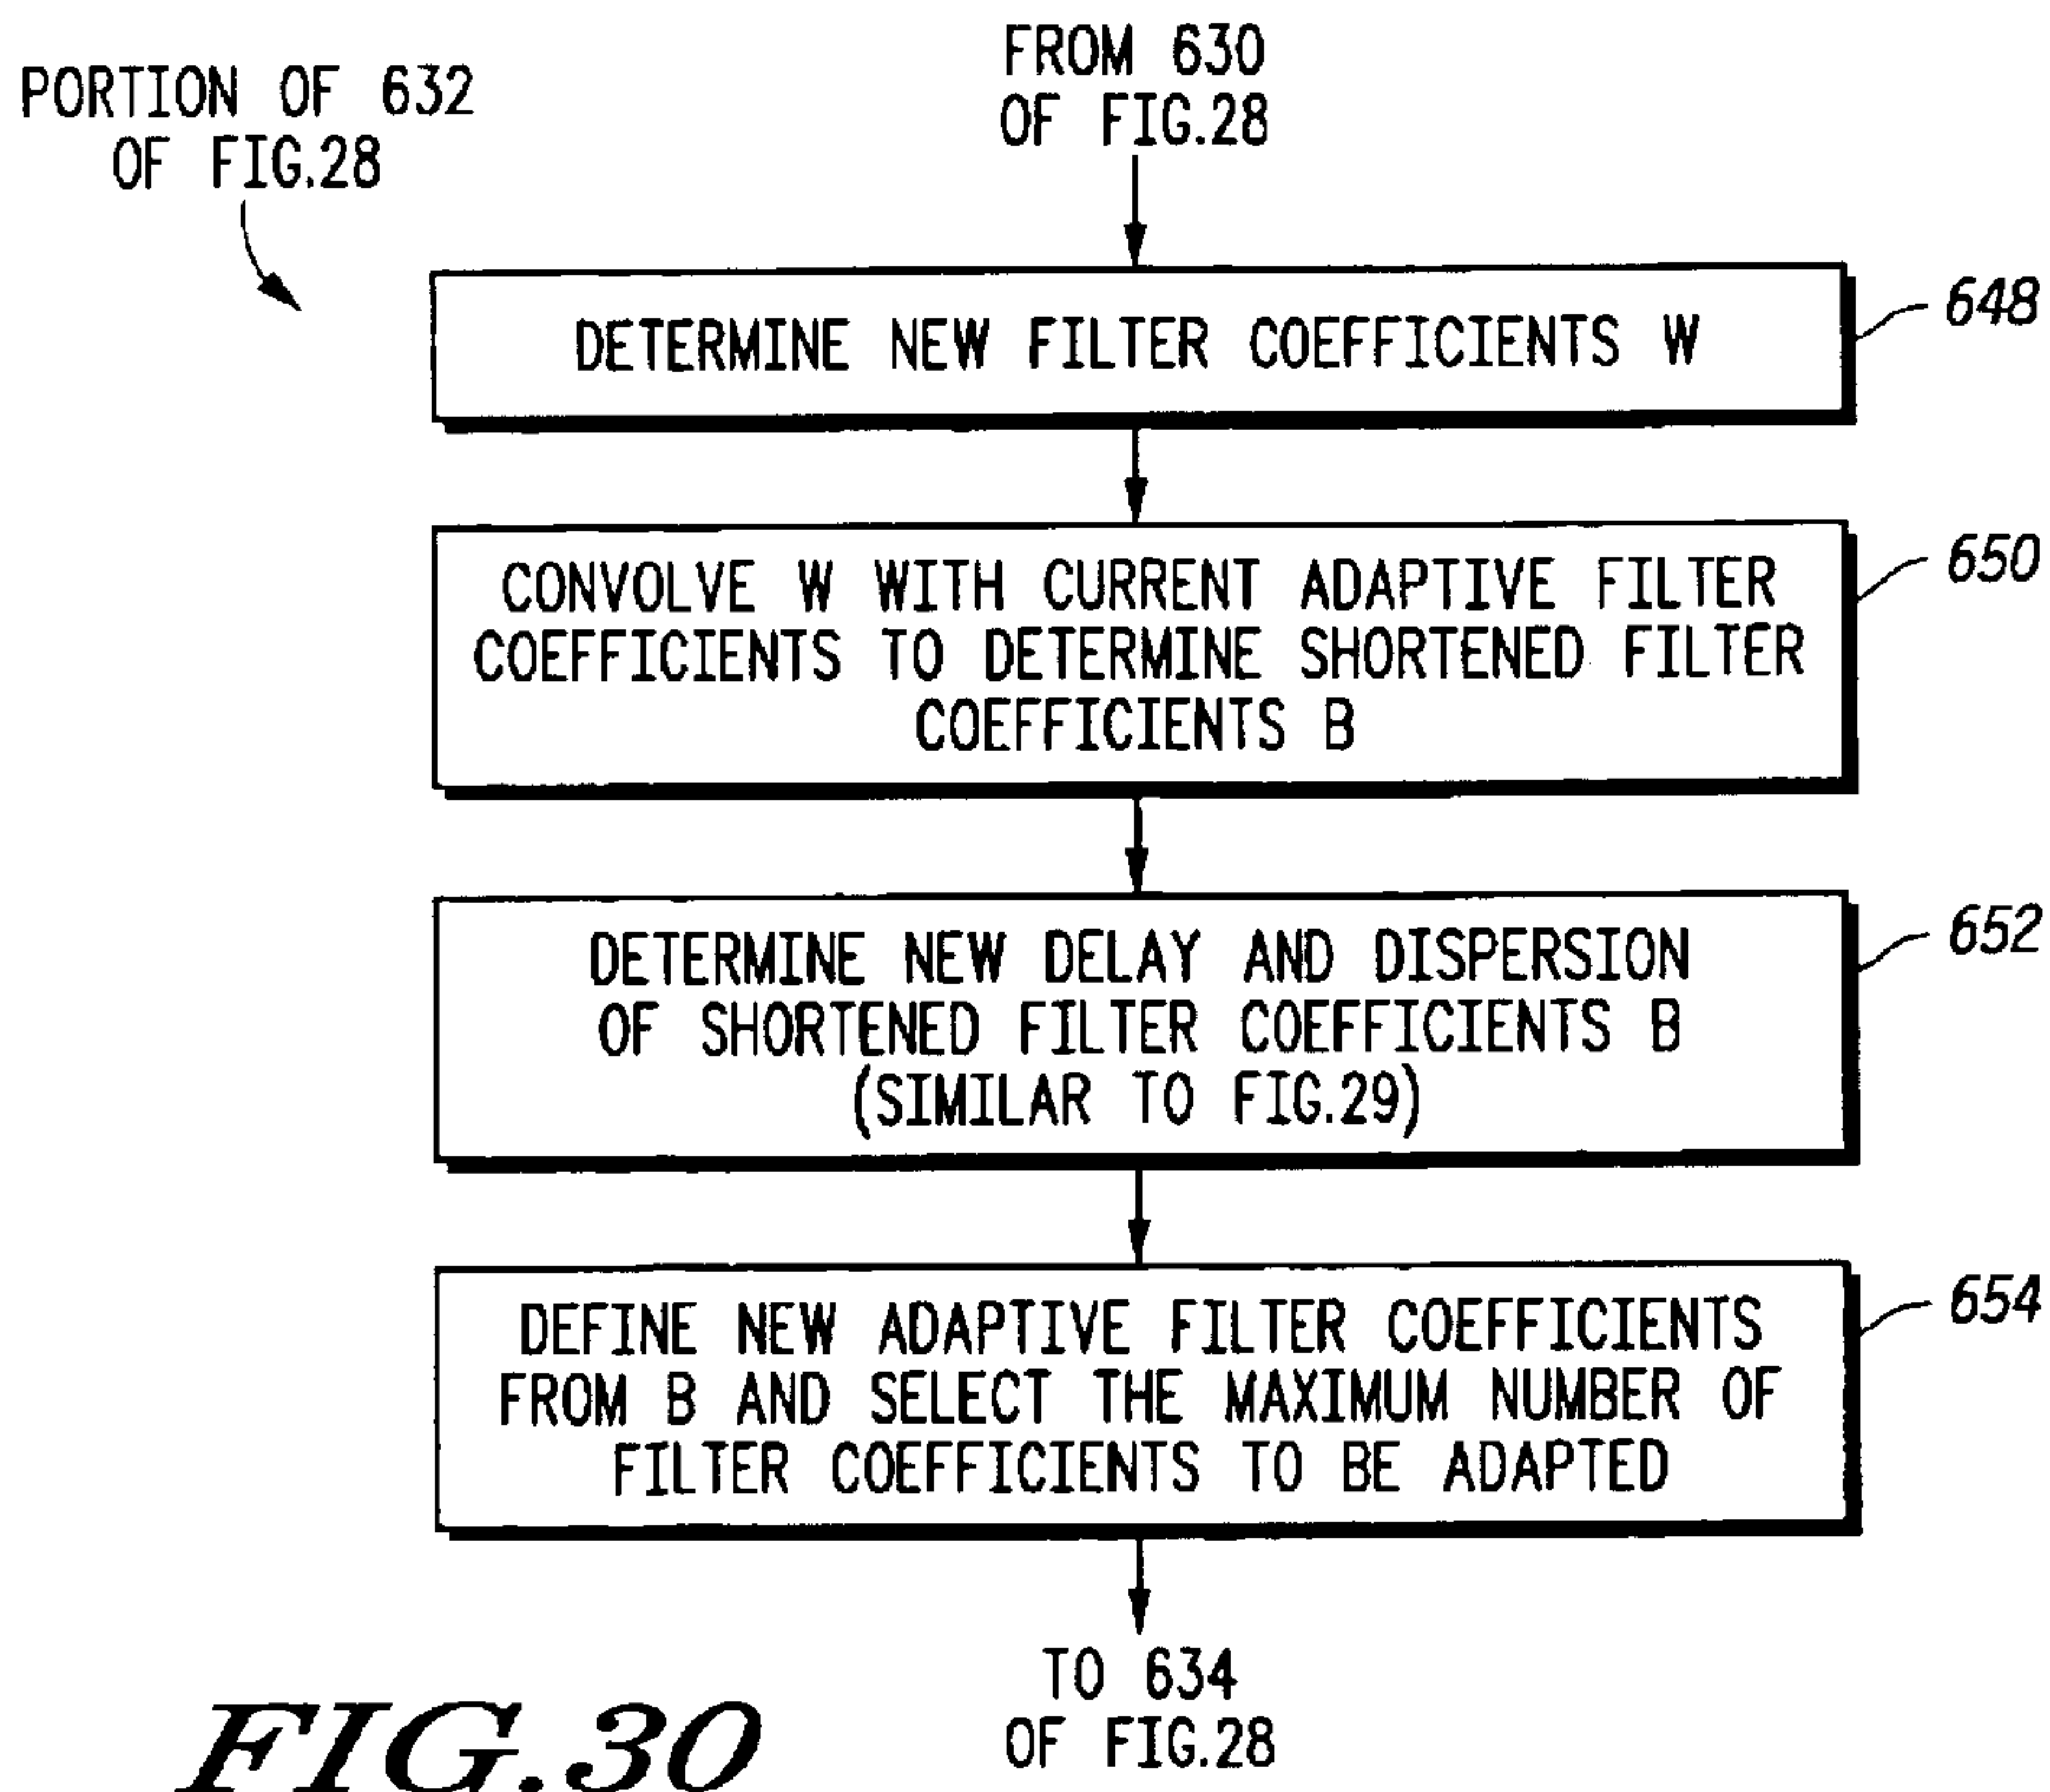 PORTION OF 632
OF FIG.28
FROM 630
OF FIG.28
DETERMINE NEW FILTER COEFFICIENTS W
648
CONVOLVE W WITH CURRENT ADAPTIVE FILTER
COEFFICIENTS TO DETERMINE SHORTENED FILTER
COEFFICIENTS B
650
DETERMINE NEW DELAY AND DISPERSION
OF SHORTENED FILTER COEFFICIENTS B
(SIMILAR TO FIG.29)
652
DEFINE NEW ADAPTIVE FILTER COEFFICIENTS
FROM B AND SELECT THE MAXIMUM NUMBER OF
FILTER COEFFICIENTS TO BE ADAPTED
654
TO 634
OF FIG.28
FIG.30